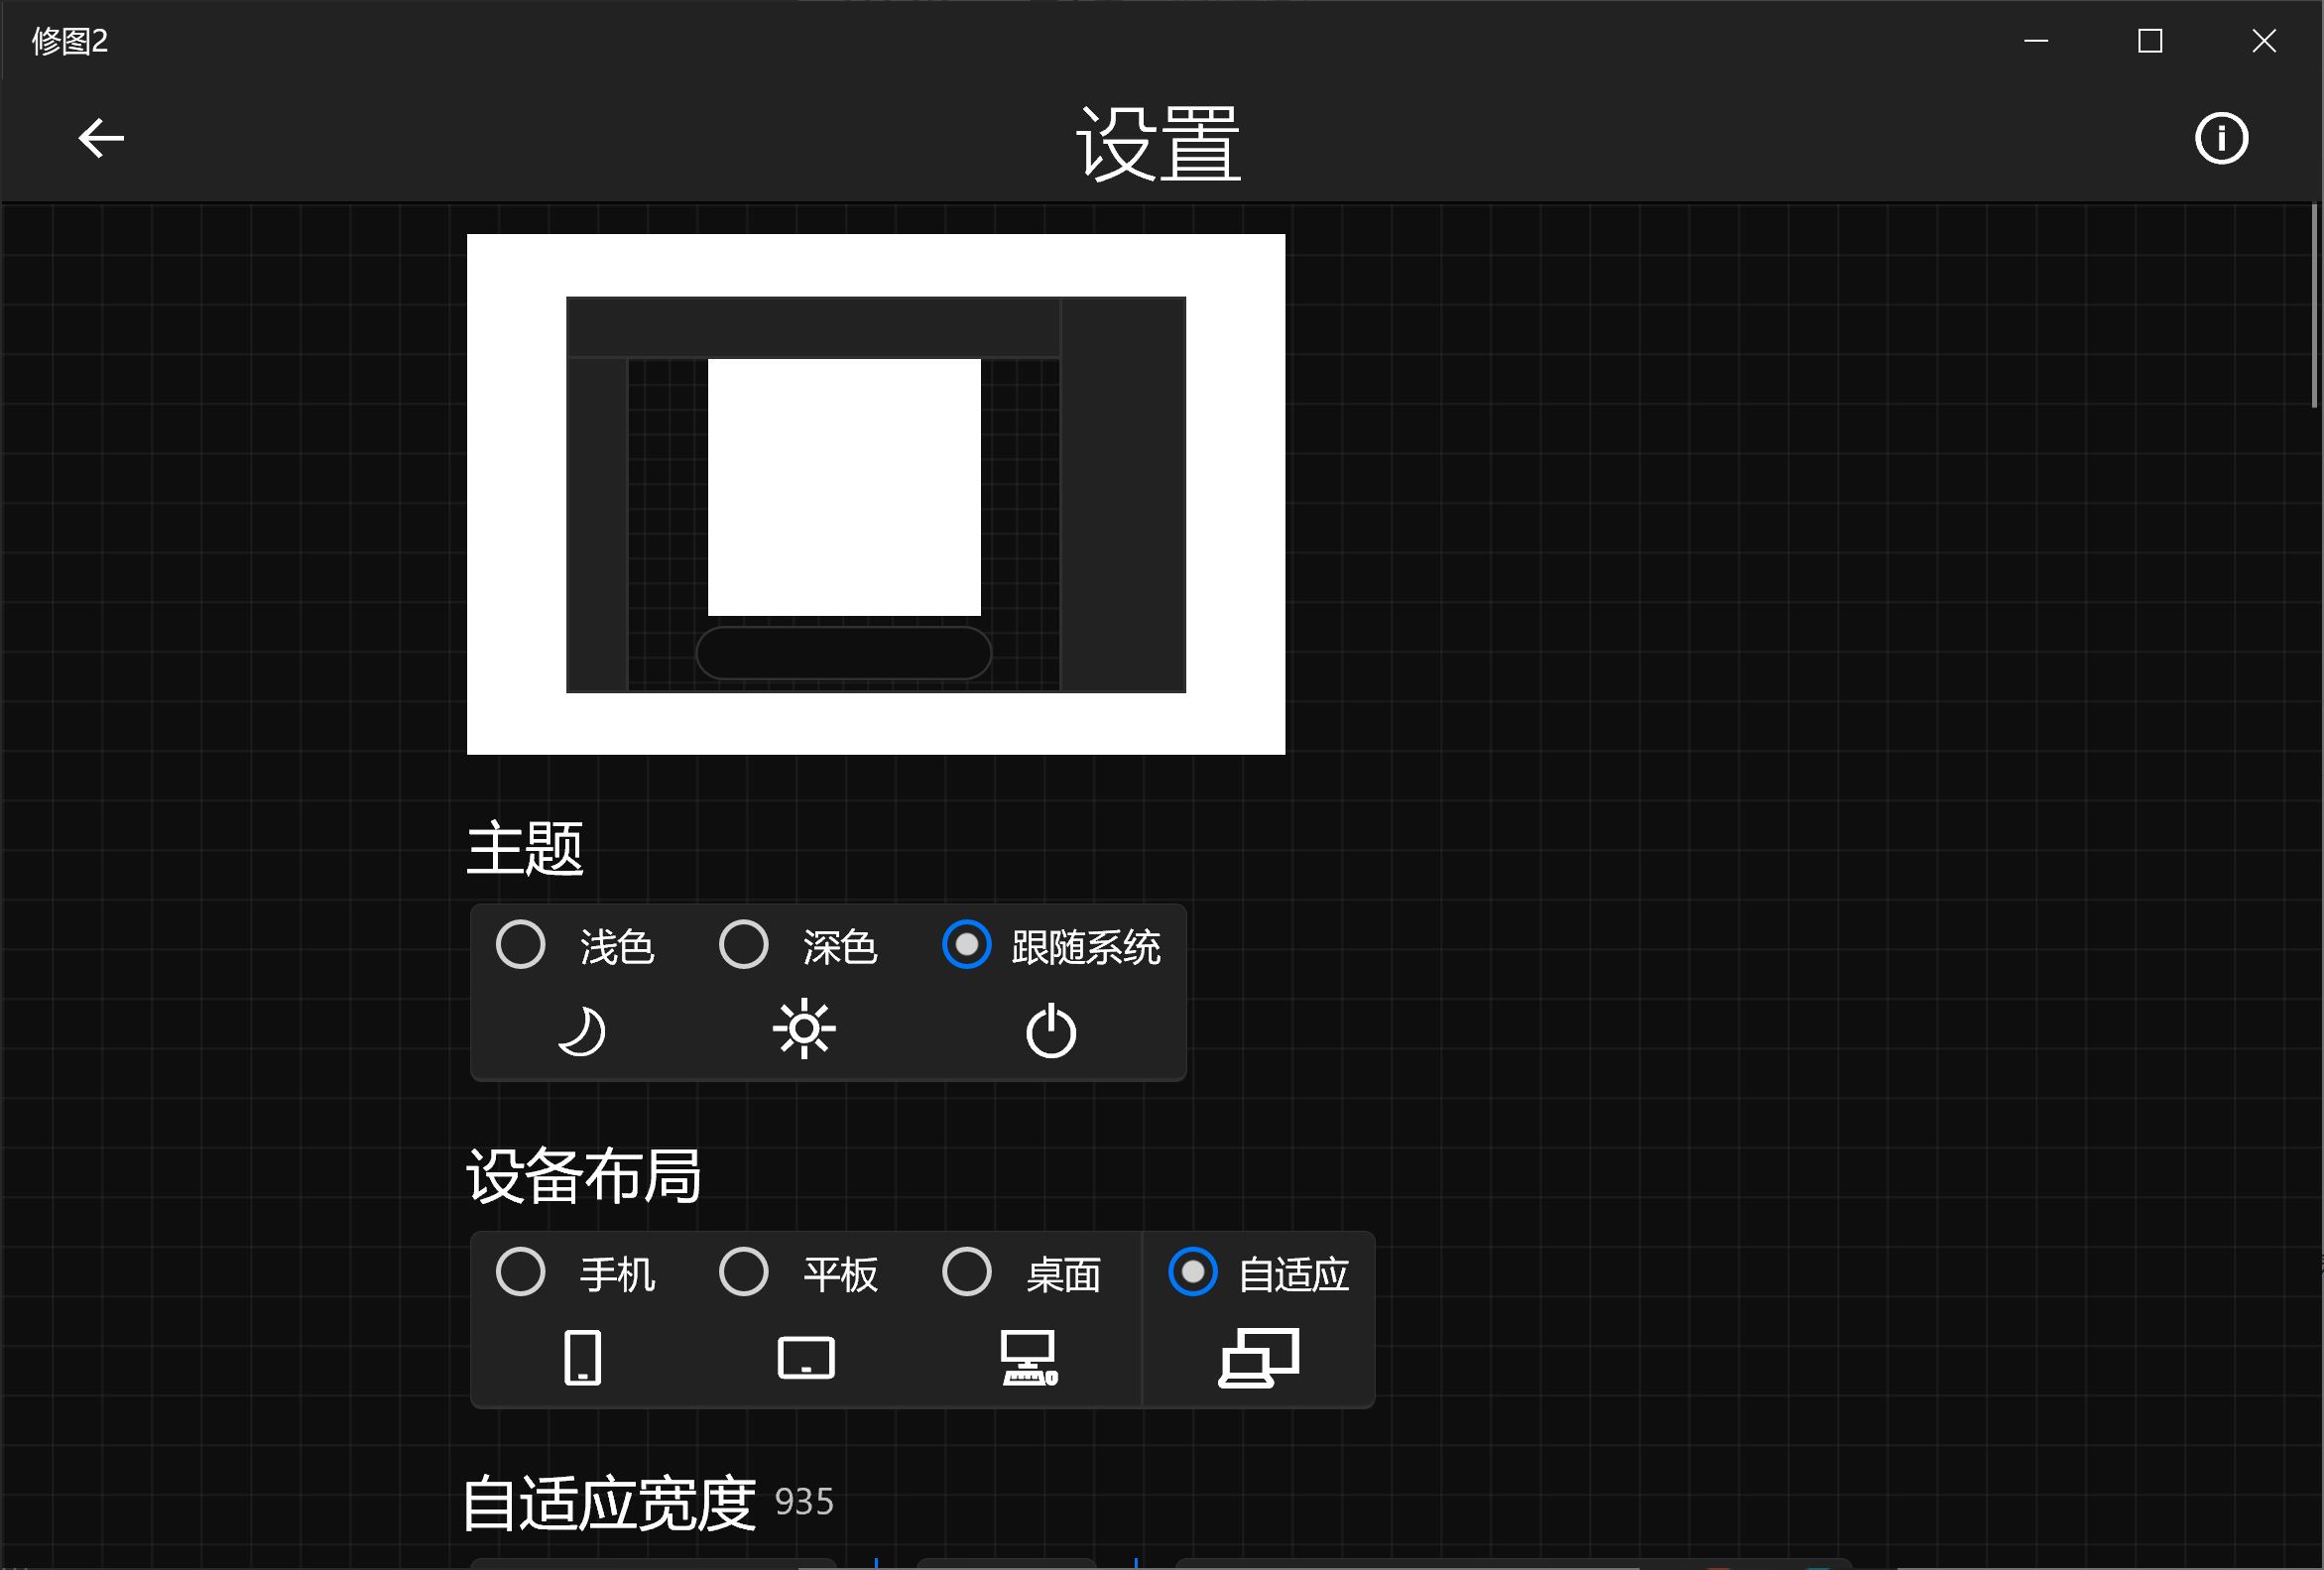 修图2
设置
主题
浅色 深色 跟随系统
设备布局
手机 平板 桌面 自适应
自适应宽度 935